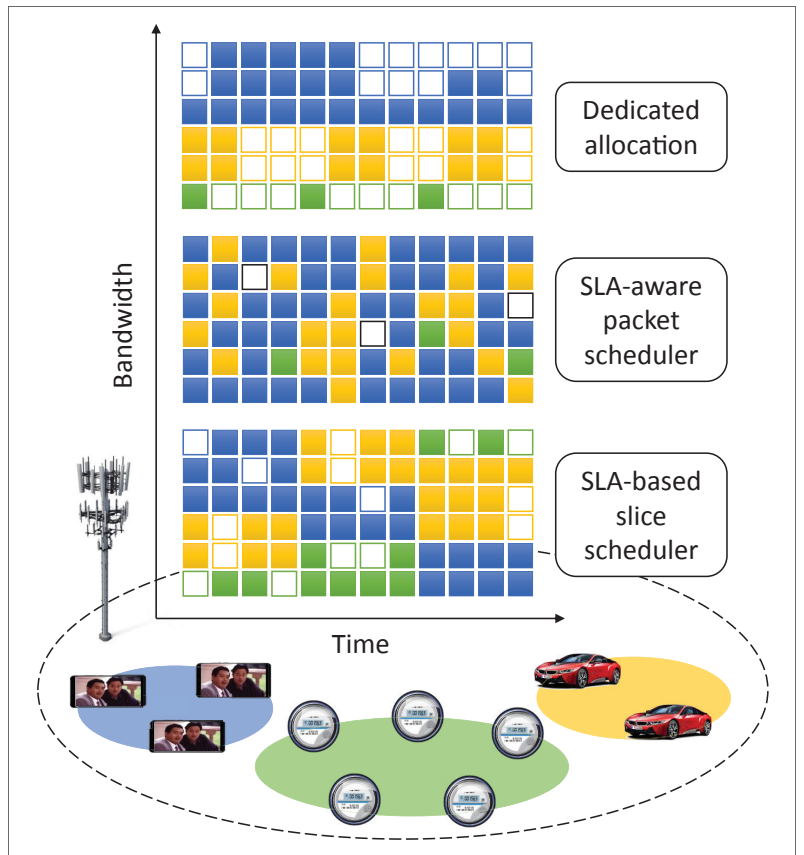 Dedicated
allocation
SLA-aware
packet
scheduler
SLA-based
slice
scheduler
Bandwidth
Time